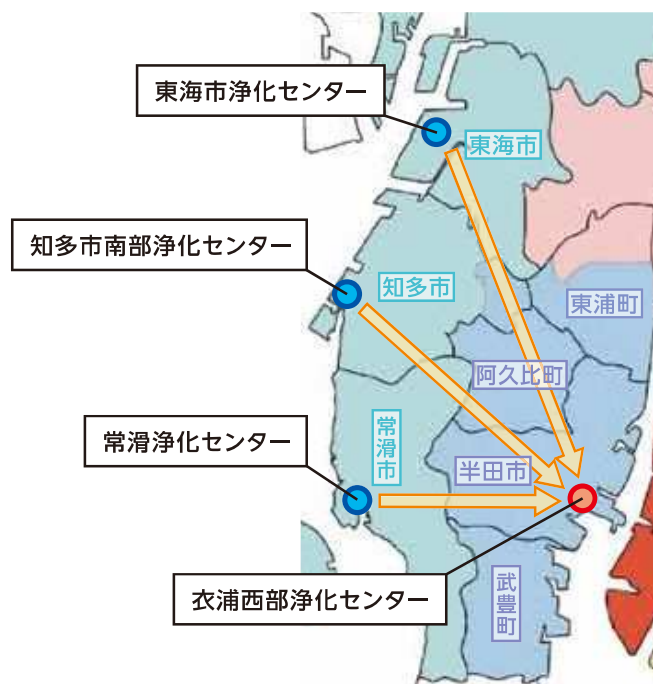 東海市浄化センター
東海市
知多市南部浄化センター
知多市
東浦町
阿久比町
常滑浄化センター
常滑市
半田市
衣浦西部浄化センター
武豊町